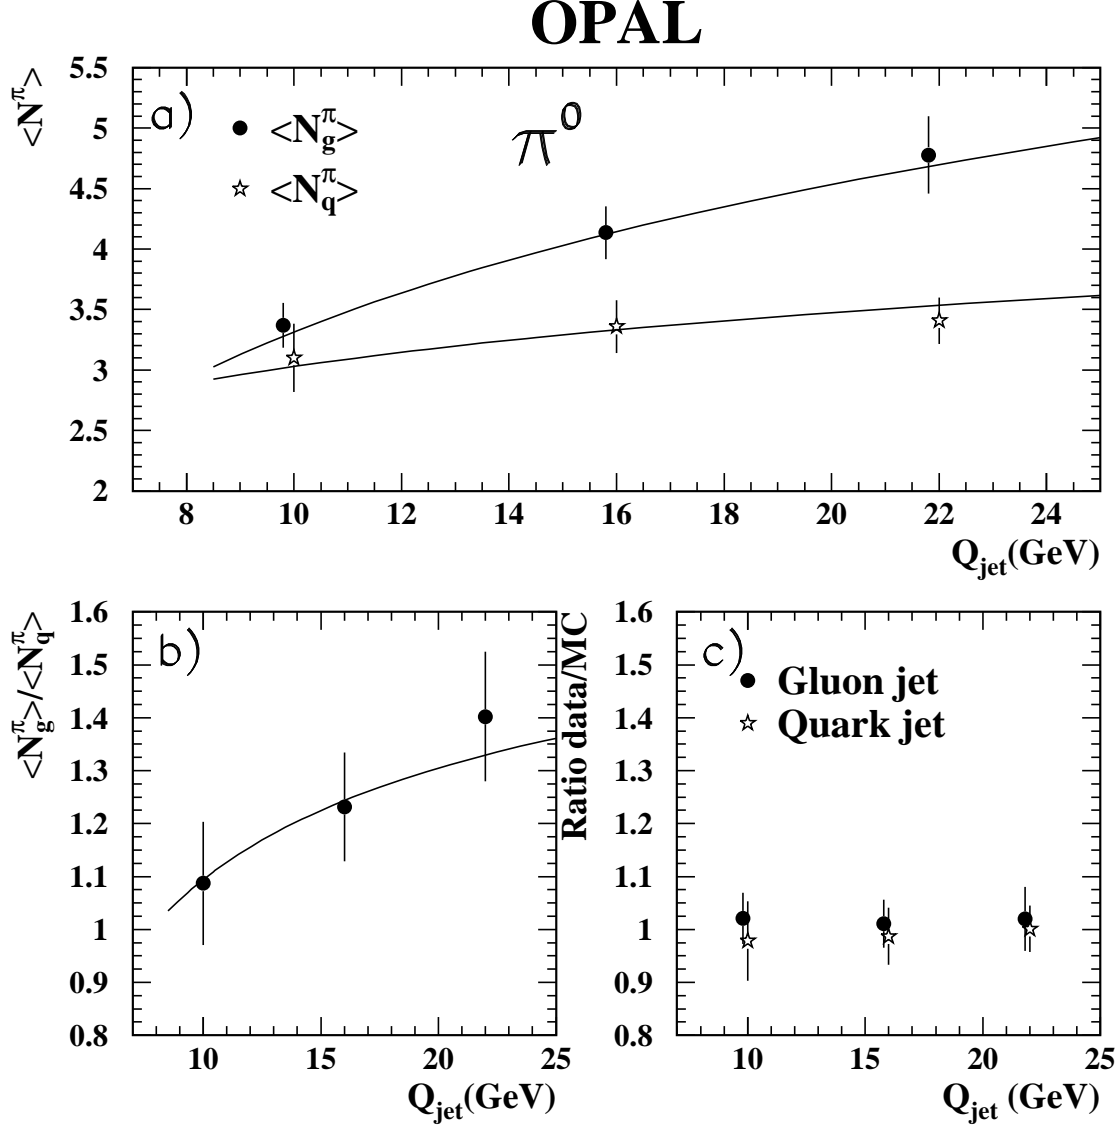 OPAL
<N^π>
5.5
5
4.5
4
3.5
3
2.5
2
a)
π^0
<N_g^π>
<N_q^π>
8 10 12 14 16 18 20 22 24
Q_jet(GeV)
<N_g^π>/<N_q^π>
1.6
1.5
1.4
1.3
1.2
1.1
1
0.9
0.8
b)
10 15 20 25
Q_jet(GeV)
Ratio data/MC
1.6
1.5
1.4
1.3
1.2
1.1
1
0.9
0.8
c)
Gluon jet
Quark jet
10 15 20 25
Q_jet (GeV)